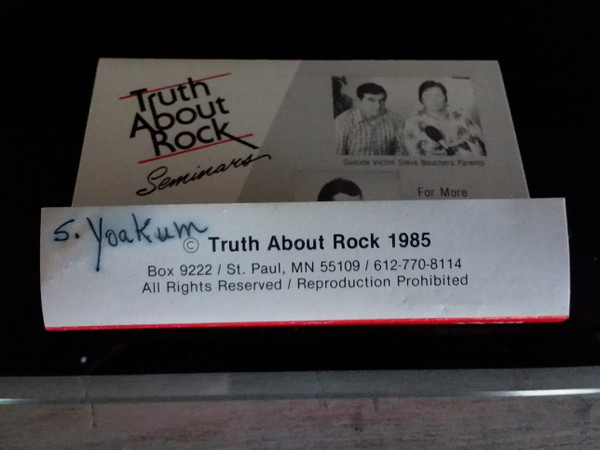 Truth
About
Rock
Seminars
Suicide Victim Steve Bouchers Parents
For More
S. Yoakum
© Truth About Rock 1985
Box 9222 / St. Paul, MN 55109 / 612-770-8114
All Rights Reserved / Reproduction Prohibited